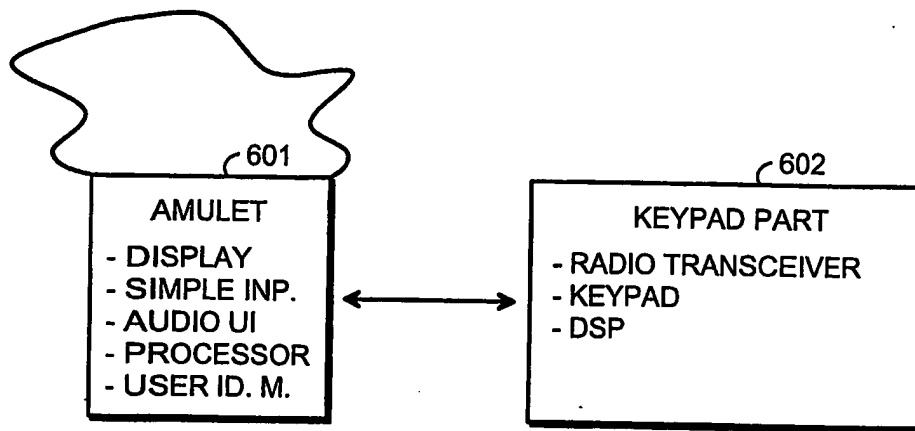 601
AMULET
- DISPLAY
- SIMPLE INP.
- AUDIO UI
- PROCESSOR
- USER ID. M.
602
KEYPAD PART
- RADIO TRANSCEIVER
- KEYPAD
- DSP